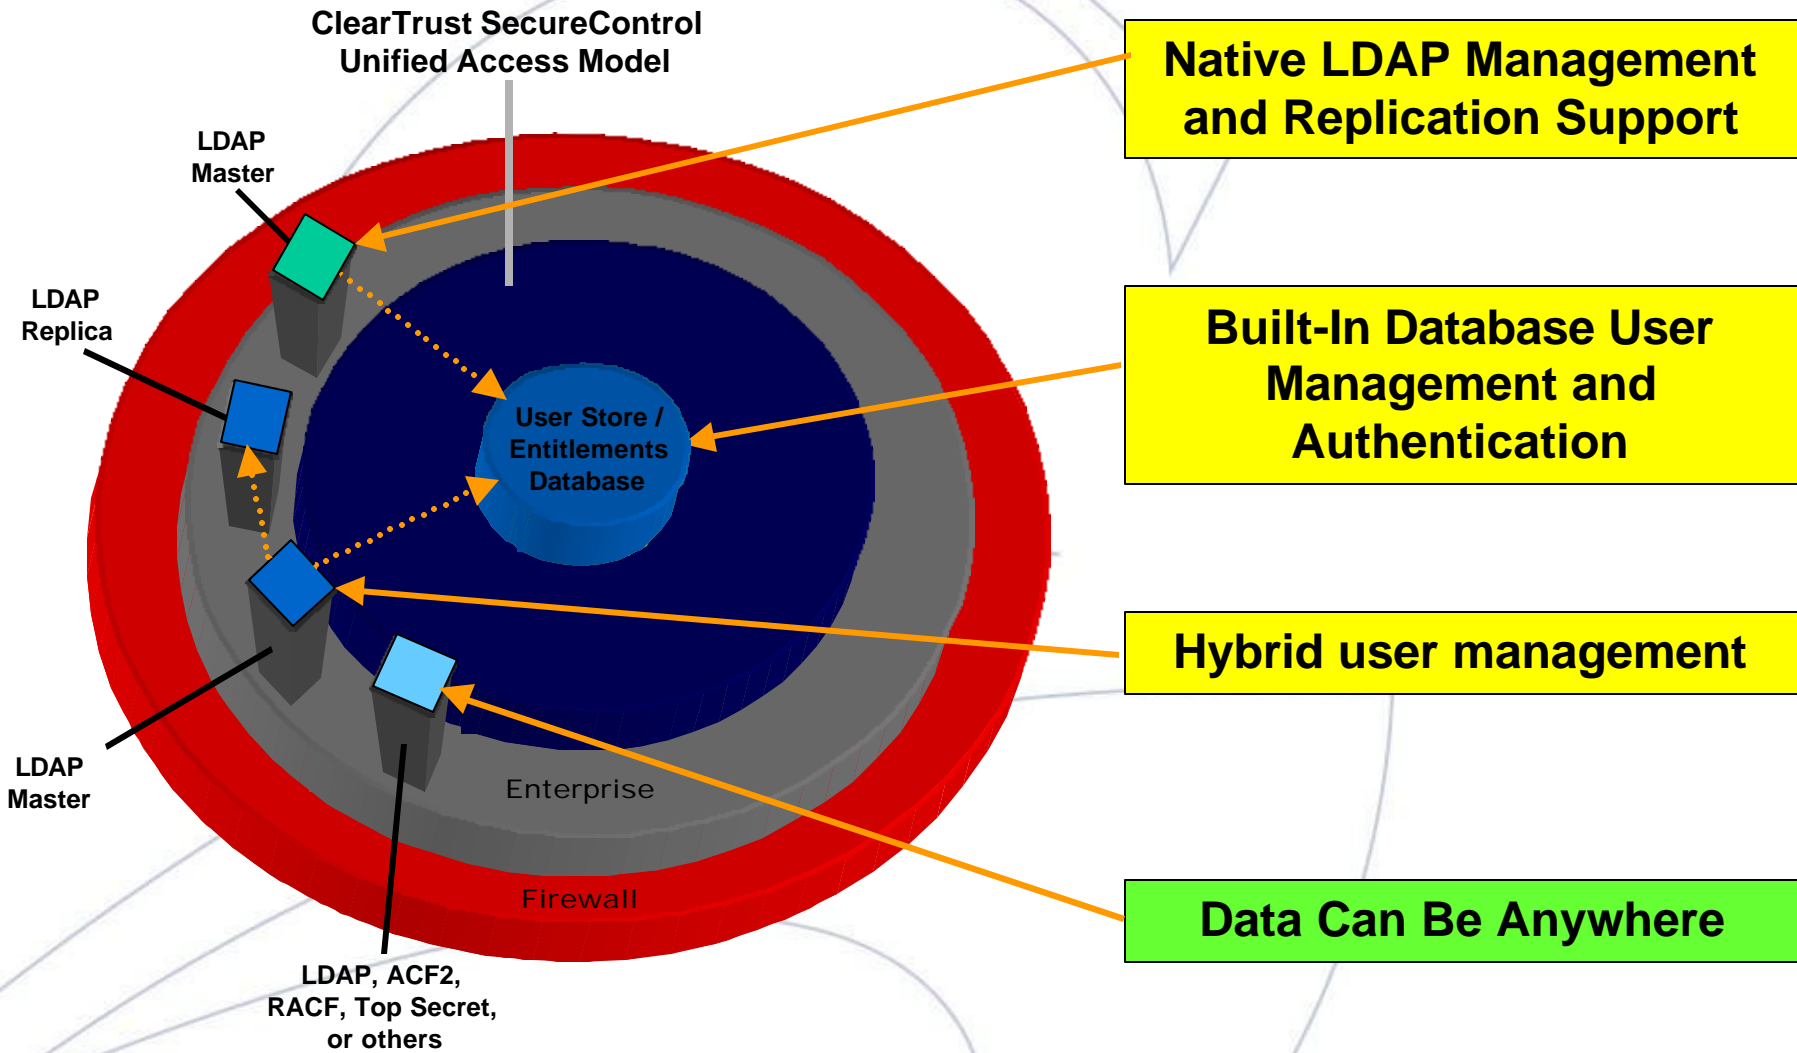 ClearTrust SecureControl
Unified Access Model
Native LDAP Management
and Replication Support
LDAP
Master
LDAP
Replica
Built-In Database User
Management and
Authentication
User Store /
Entitlements
Database
Hybrid user management
LDAP
Master
Enterprise
Firewall
Data Can Be Anywhere
LDAP, ACF2,
RACF, Top Secret,
or others